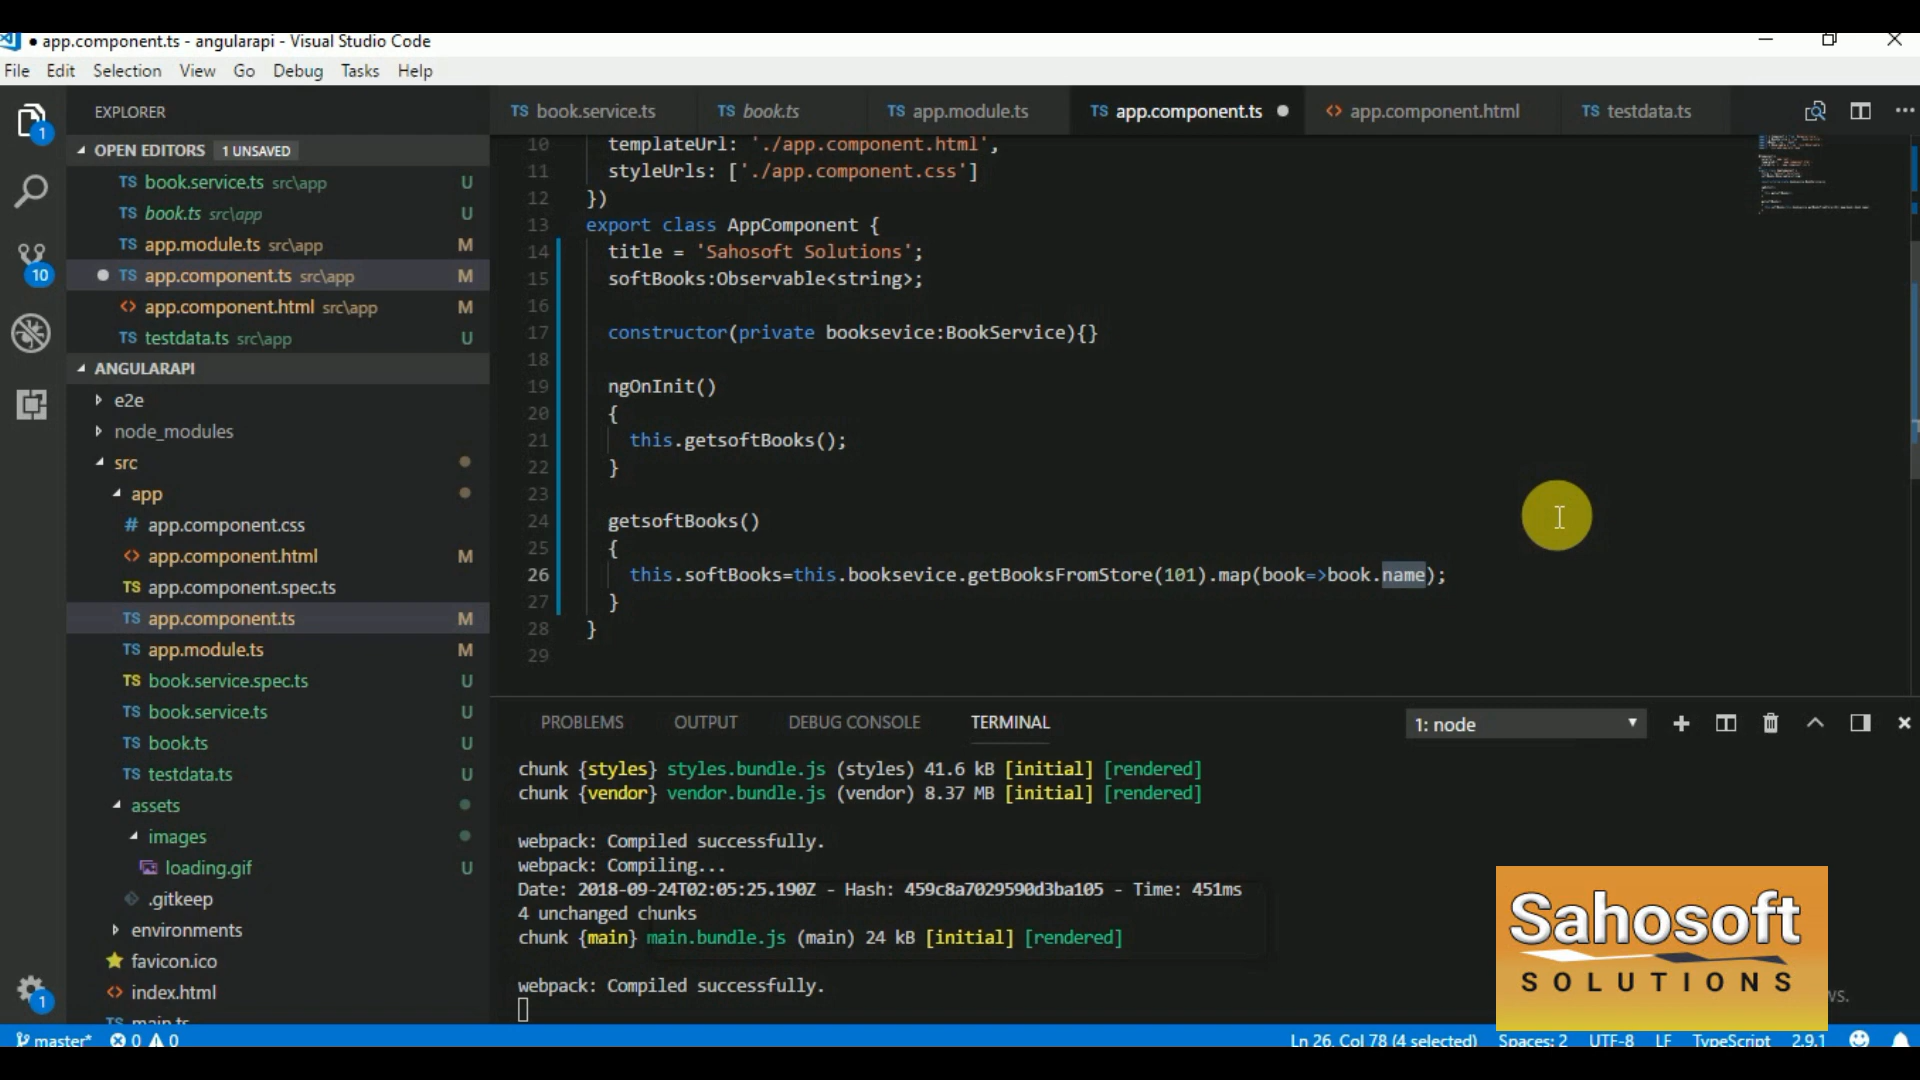 ● app.component.ts - angularapi - Visual Studio Code
File Edit Selection View Go Debug Tasks Help
EXPLORER
TS book.service.ts
TS book.ts
TS app.module.ts
TS app.component.ts ●
<> app.component.html
TS testdata.ts
OPEN EDITORS 1 UNSAVED
TS book.service.ts src\app U
TS book.ts src\app U
TS app.module.ts src\app M
● TS app.component.ts src\app M
<> app.component.html src\app M
TS testdata.ts src\app U
ANGULARAPI
e2e
node_modules
src
app
# app.component.css
<> app.component.html M
TS app.component.spec.ts
TS app.component.ts M
TS app.module.ts M
TS book.service.spec.ts U
TS book.service.ts U
TS book.ts U
TS testdata.ts U
assets
images
loading.gif U
.gitkeep
environments
favicon.ico
<> index.html
TS main.ts
1
10
1
10 templateUrl: './app.component.html',
11 styleUrls: ['./app.component.css']
12 })
13 export class AppComponent {
14 title = 'Sahosoft Solutions';
15 softBooks:Observable<string>;
16
17 constructor(private booksevice:BookService){}
18
19 ngOnInit()
20 {
21 this.getsoftBooks();
22 }
23
24 getsoftBooks()
25 {
26 this.softBooks=this.booksevice.getBooksFromStore(101).map(book=>book.name);
27 }
28 }
29
PROBLEMS OUTPUT DEBUG CONSOLE TERMINAL 1: node
chunk {styles} styles.bundle.js (styles) 41.6 kB [initial] [rendered]
chunk {vendor} vendor.bundle.js (vendor) 8.37 MB [initial] [rendered]
webpack: Compiled successfully.
webpack: Compiling...
Date: 2018-09-24T02:05:25.190Z - Hash: 459c8a7029590d3ba105 - Time: 451ms
4 unchanged chunks
chunk {main} main.bundle.js (main) 24 kB [initial] [rendered]
webpack: Compiled successfully.
Sahosoft
SOLUTIONS
ws.
master* 0 0 Ln 26, Col 78 (4 selected) Spaces: 2 UTF-8 LF TypeScript 2.9.1